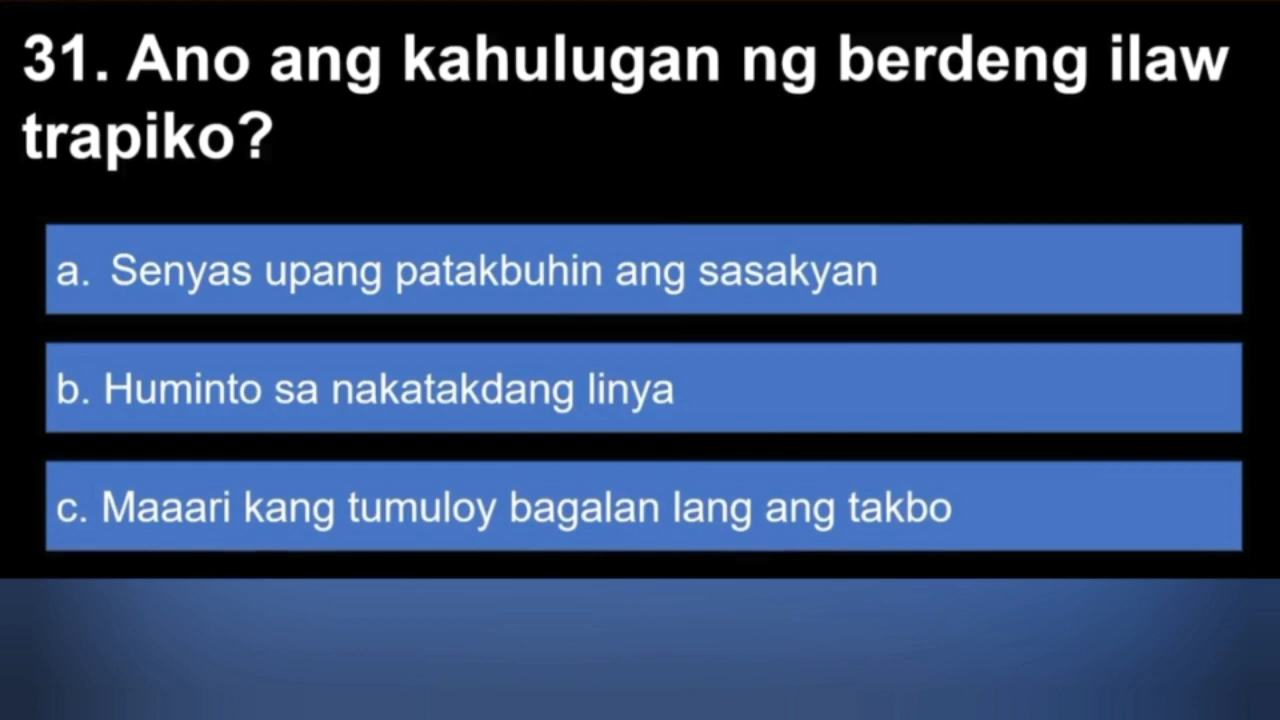 31. Ano ang kahulugan ng berdeng ilaw
trapiko?
a. Senyas upang patakbuhin ang sasakyan
b. Huminto sa nakatakdang linya
c. Maaari kang tumuloy bagalan lang ang takbo